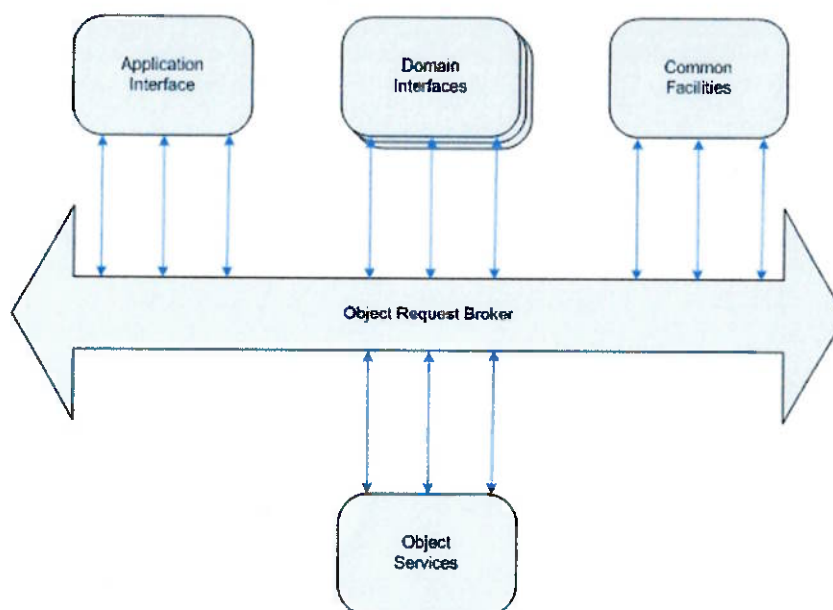 Application
Interface
Domain
Interfaces
Common
Facilities
Object Request Broker
Object
Services